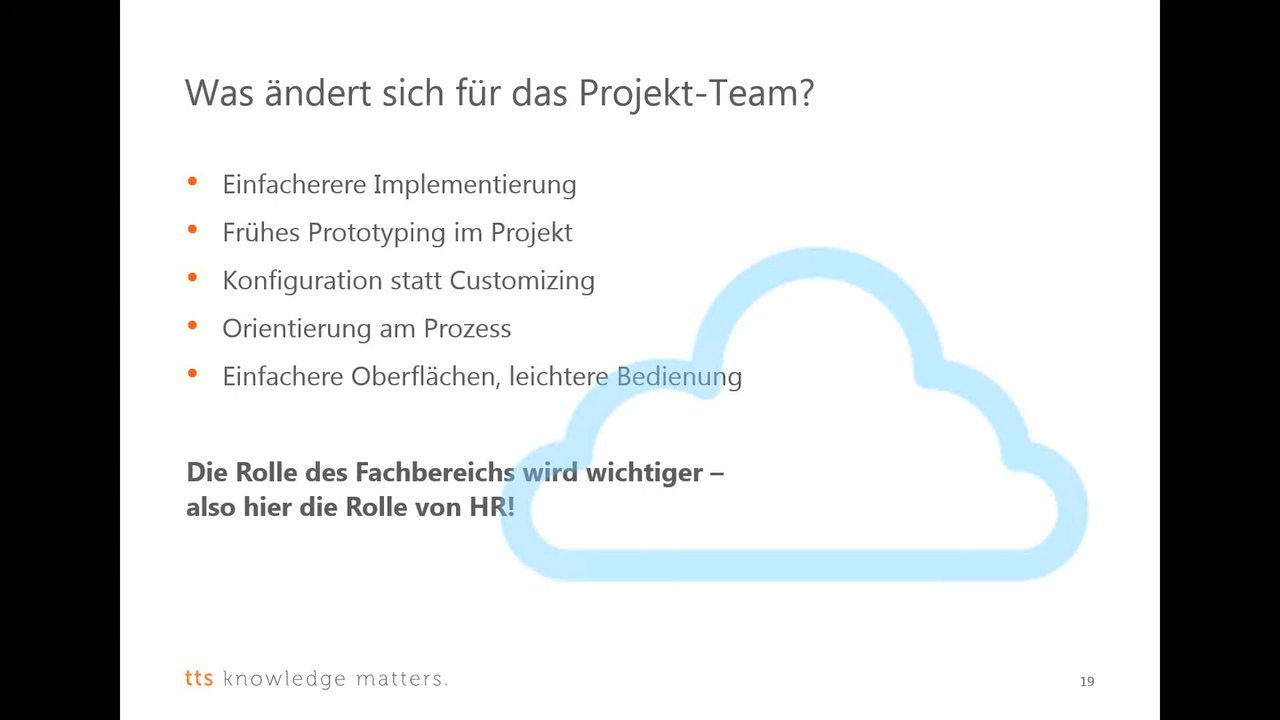 Was ändert sich für das Projekt-Team?
• Einfacherere Implementierung
• Frühes Prototyping im Projekt
• Konfiguration statt Customizing
• Orientierung am Prozess
• Einfachere Oberflächen, leichtere Bedienung
Die Rolle des Fachbereichs wird wichtiger –
also hier die Rolle von HR!
tts knowledge matters.
19